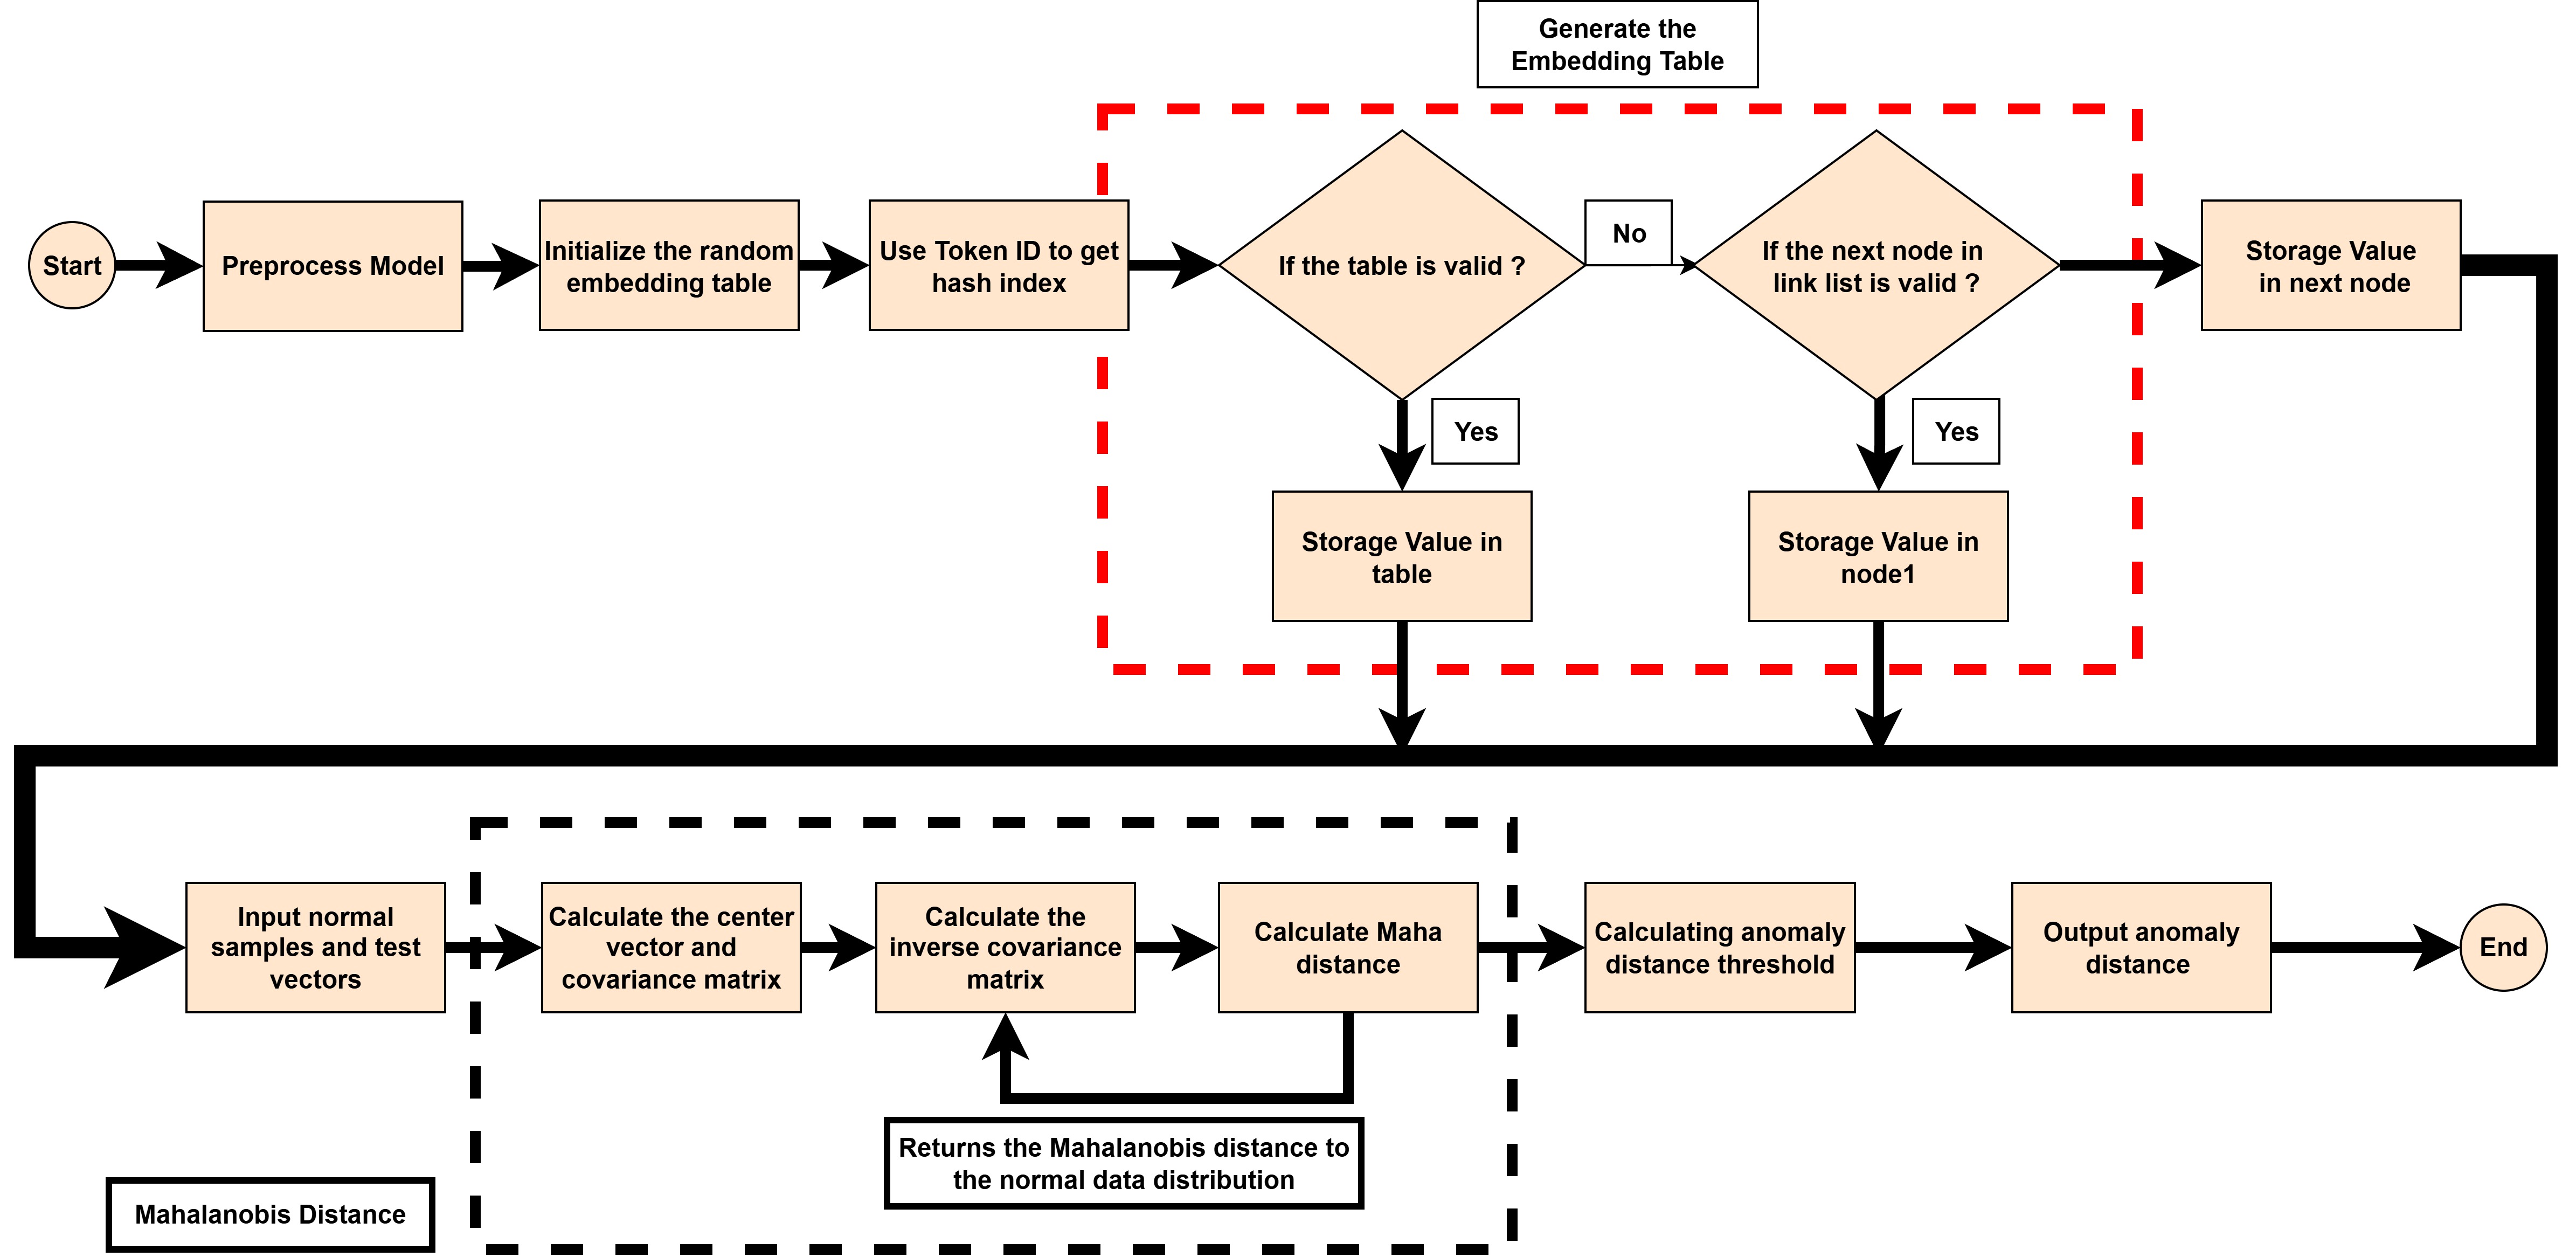 Generate the
Embedding Table
Start
Preprocess Model
Initialize the random
embedding table
Use Token ID to get
hash index
If the table is valid ?
No
If the next node in
link list is valid ?
Storage Value
in next node
Yes
Yes
Storage Value in
table
Storage Value in
node1
Input normal
samples and test
vectors
Calculate the center
vector and
covariance matrix
Calculate the
inverse covariance
matrix
Calculate Maha
distance
Calculating anomaly
distance threshold
Output anomaly
distance
End
Returns the Mahalanobis distance to
the normal data distribution
Mahalanobis Distance